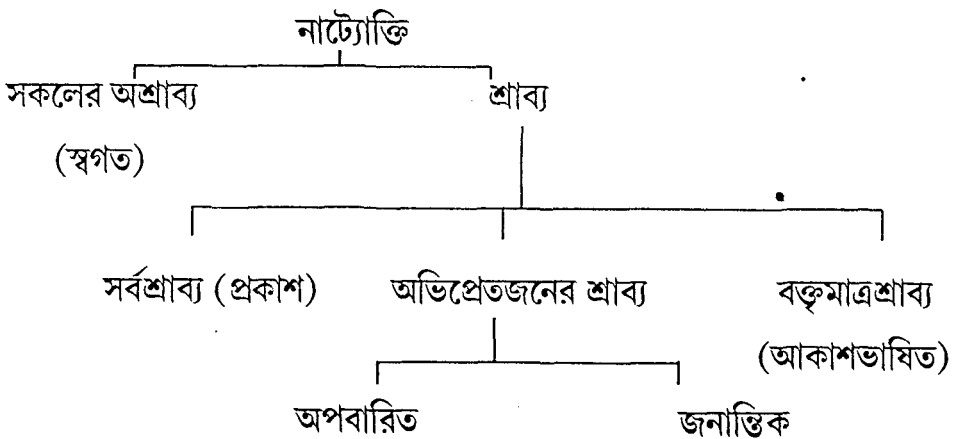 নাট্যোক্তি
সকলের অশ্রাব্য শ্রাব্য
(স্বগত)
সর্বশ্রাব্য (প্রকাশ) অভিপ্রেতজনের শ্রাব্য বক্তৃমাত্রশ্রাব্য
(আকাশভাষিত)
অপবারিত জনান্তিক